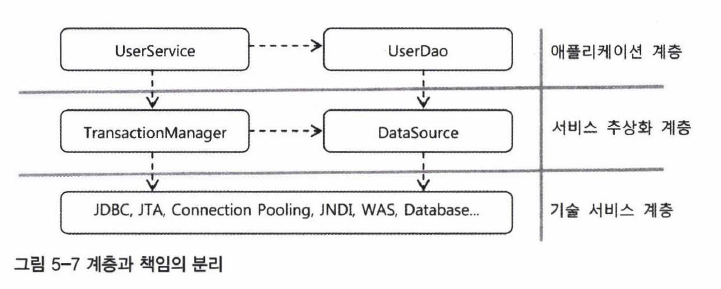 UserService
UserDao
애플리케이션 계층
TransactionManager
DataSource
서비스 추상화 계층
JDBC, JTA, Connection Pooling, JNDI, WAS, Database...
기술 서비스 계층
그림 5-7 계층과 책임의 분리